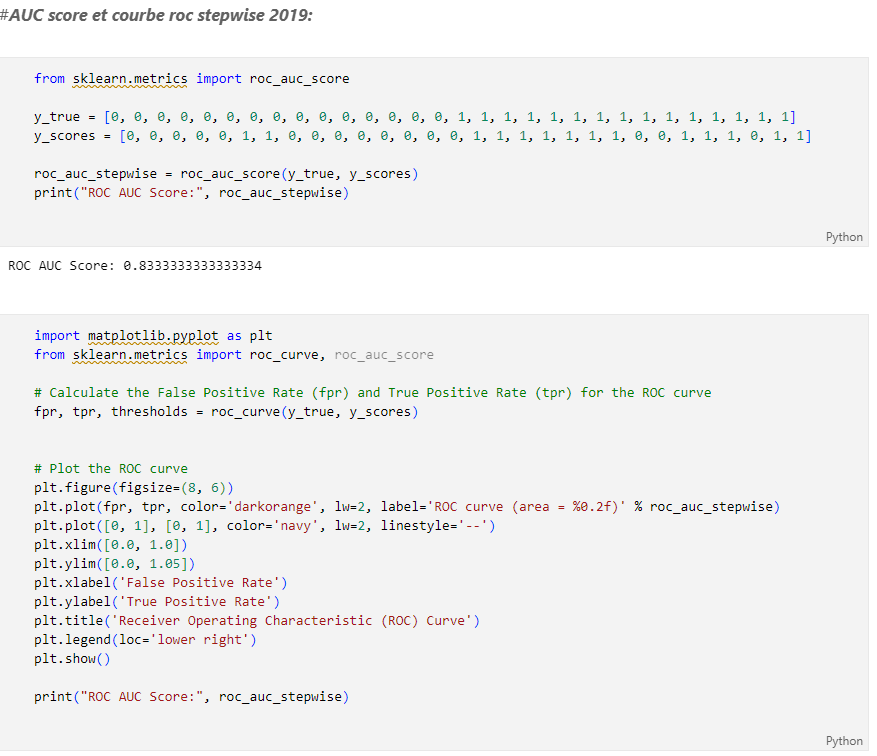 #AUC score et courbe roc stepwise 2019:
from sklearn.metrics import roc_auc_score
y_true = [0, 0, 0, 0, 0, 0, 0, 0, 0, 0, 0, 0, 0, 0, 0, 1, 1, 1, 1, 1, 1, 1, 1, 1, 1, 1, 1, 1, 1, 1]
y_scores = [0, 0, 0, 0, 0, 1, 1, 0, 0, 0, 0, 0, 0, 0, 0, 1, 1, 1, 1, 1, 1, 1, 0, 0, 1, 1, 1, 0, 1, 1]
roc_auc_stepwise = roc_auc_score(y_true, y_scores)
print("ROC AUC Score:", roc_auc_stepwise)
Python
ROC AUC Score: 0.8333333333333334
import matplotlib.pyplot as plt
from sklearn.metrics import roc_curve, roc_auc_score
# Calculate the False Positive Rate (fpr) and True Positive Rate (tpr) for the ROC curve
fpr, tpr, thresholds = roc_curve(y_true, y_scores)
# Plot the ROC curve
plt.figure(figsize=(8, 6))
plt.plot(fpr, tpr, color='darkorange', lw=2, label='ROC curve (area = %0.2f)' % roc_auc_stepwise)
plt.plot([0, 1], [0, 1], color='navy', lw=2, linestyle='--')
plt.xlim([0.0, 1.0])
plt.ylim([0.0, 1.05])
plt.xlabel('False Positive Rate')
plt.ylabel('True Positive Rate')
plt.title('Receiver Operating Characteristic (ROC) Curve')
plt.legend(loc='lower right')
plt.show()
print("ROC AUC Score:", roc_auc_stepwise)
Python